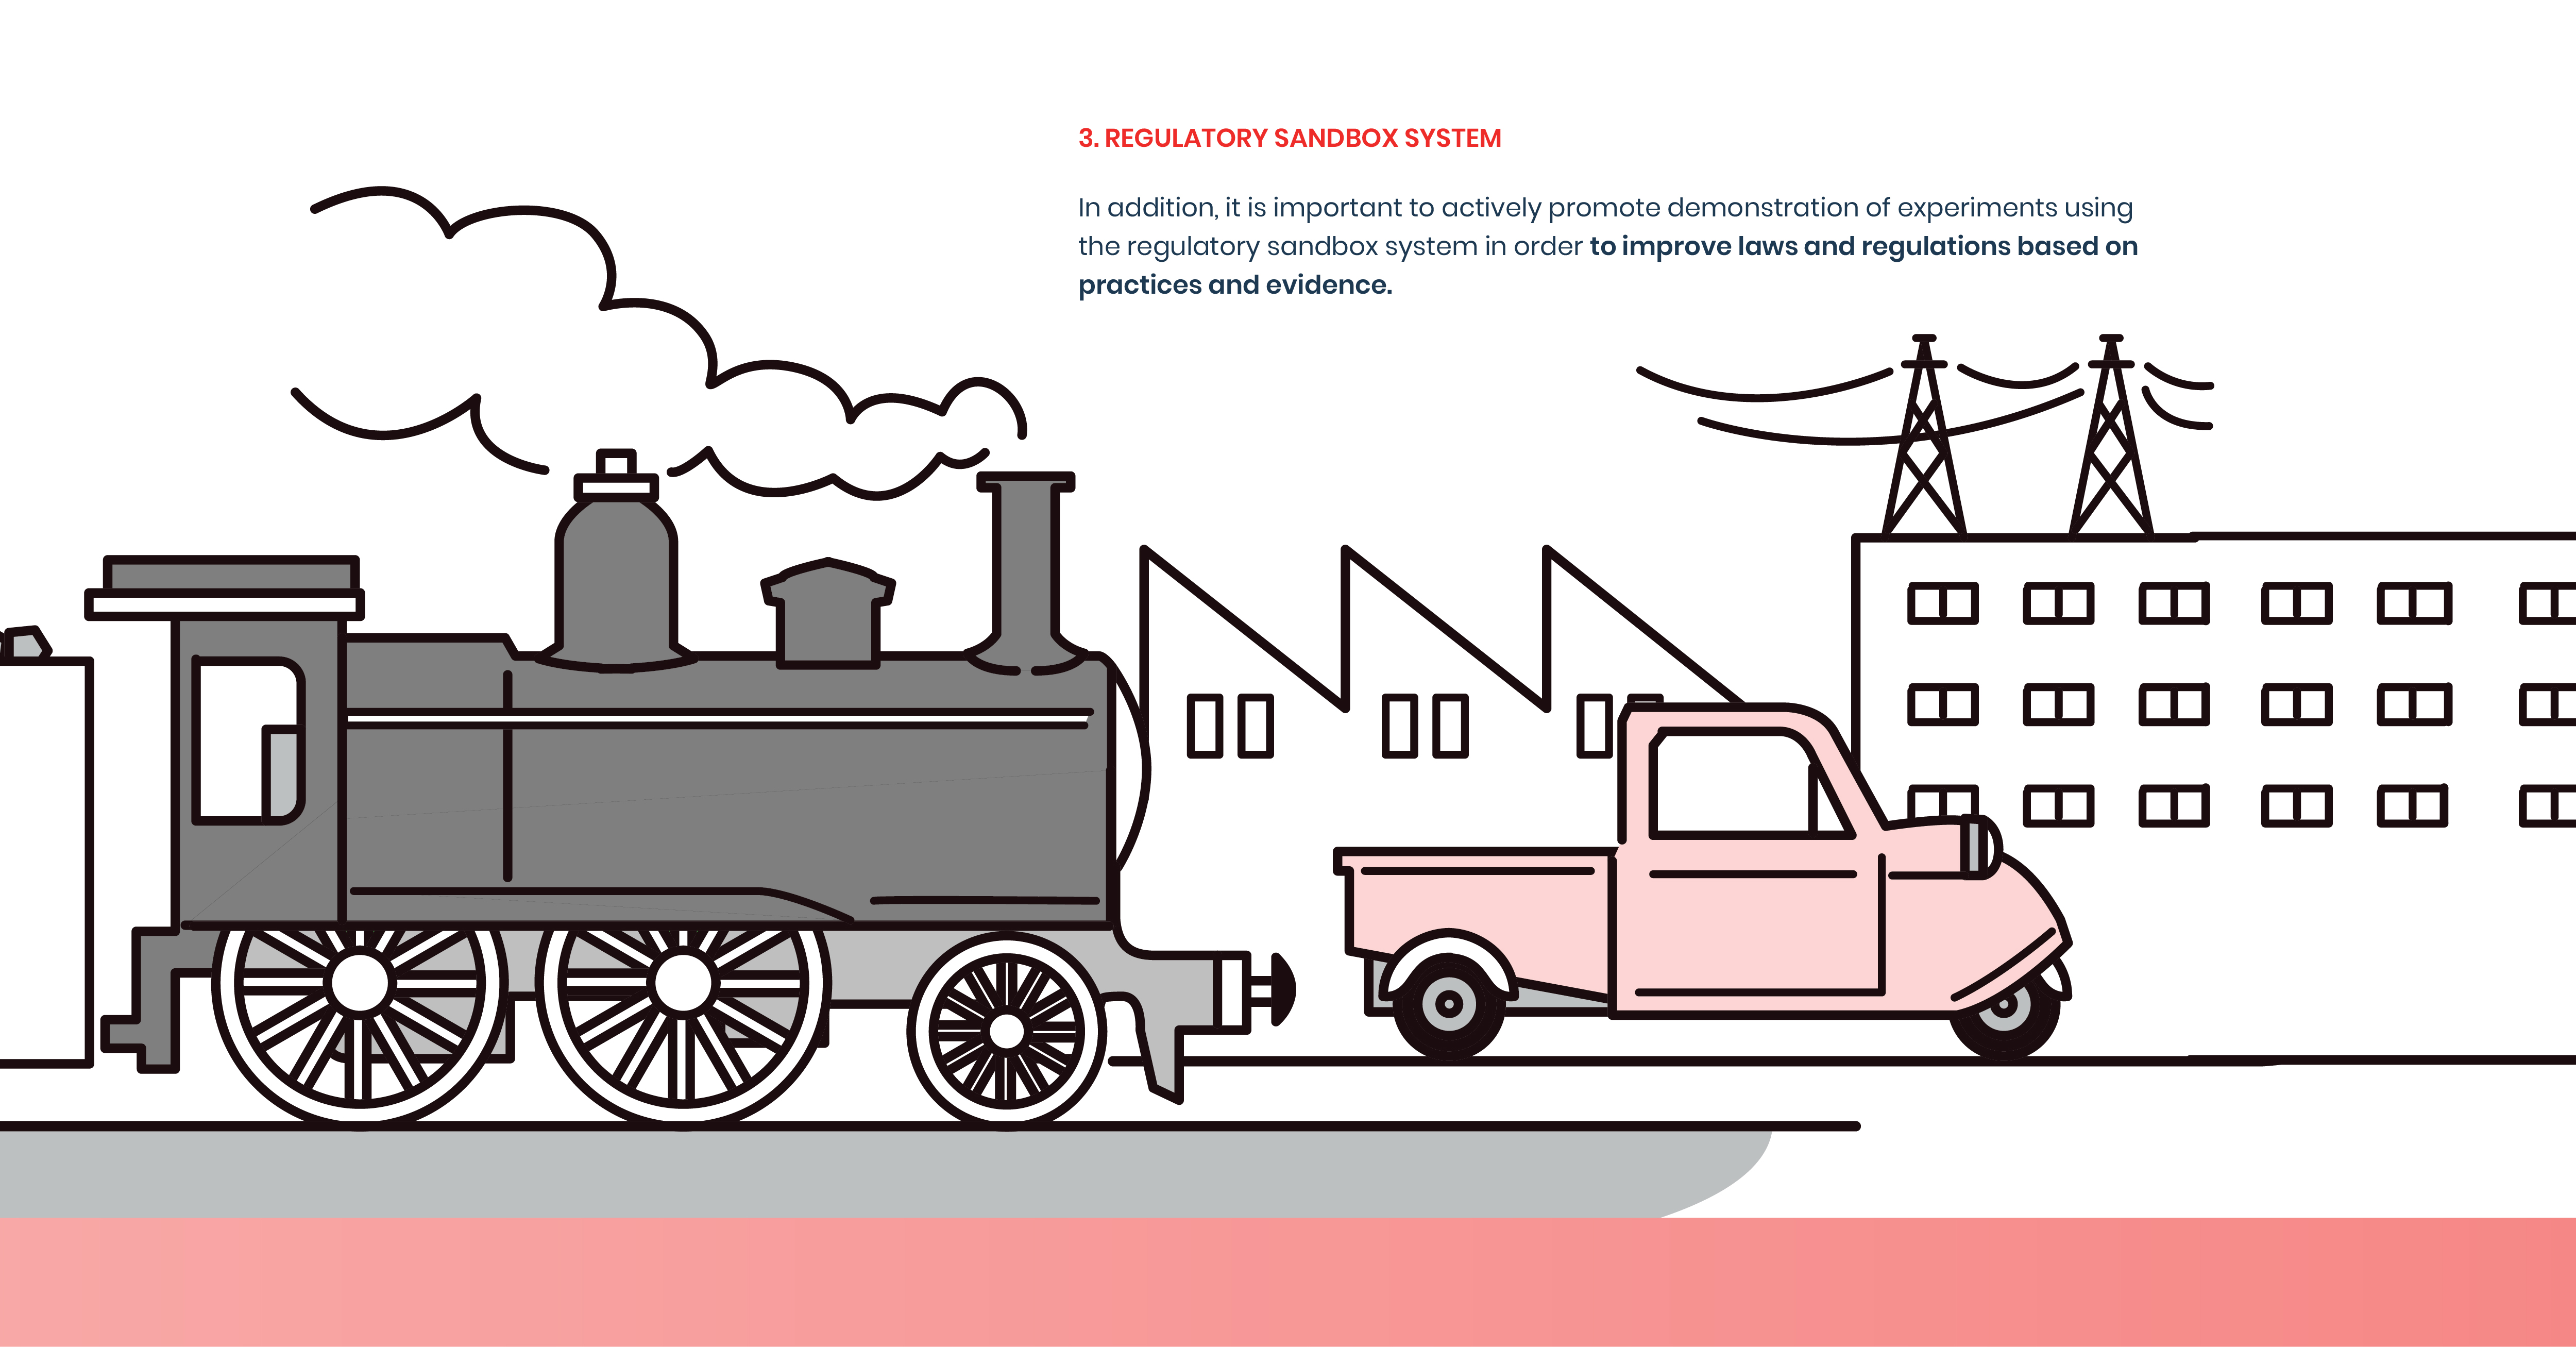 3. REGULATORY SANDBOX SYSTEM
In addition, it is important to actively promote demonstration of experiments using
the regulatory sandbox system in order to improve laws and regulations based on
practices and evidence.